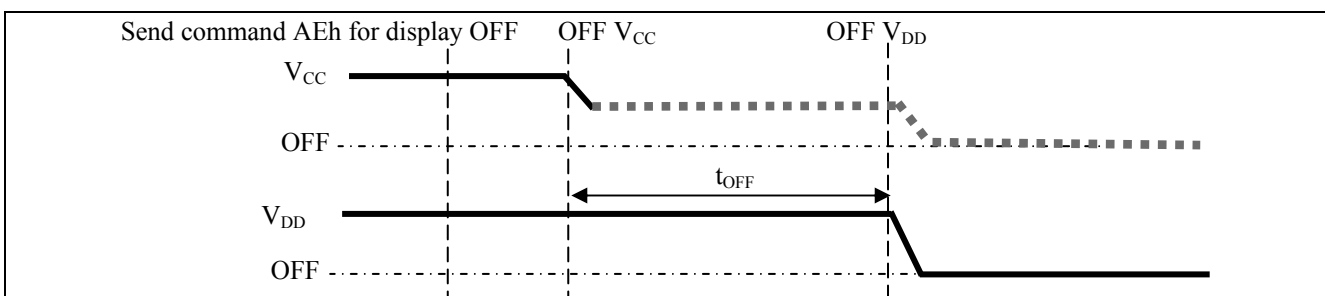 Send command AEh for display OFF OFF VCC OFF VDD
VCC
OFF
tOFF
VDD
OFF